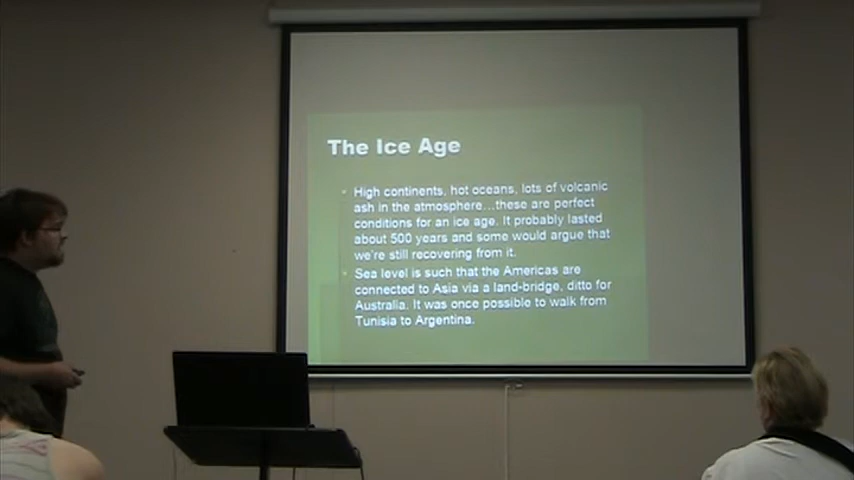 The Ice Age
High continents, hot oceans, lots of volcanic
ash in the atmosphere...these are perfect
conditions for an ice age. It probably lasted
about 500 years and some would argue that
we're still recovering from it.
Sea level is such that the Americas are
connected to Asia via a land-bridge, ditto for
Australia. It was once possible to walk from
Tunisia to Argentina.